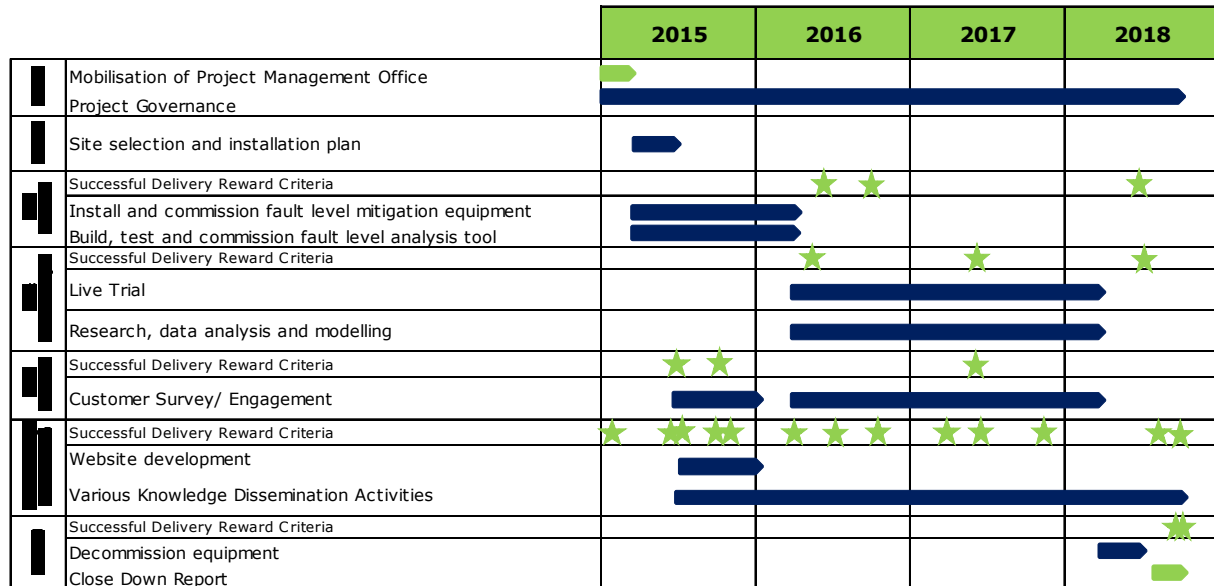 2015 2016 2017 2018
Mobilisation of Project Management Office
Project Governance
Site selection and installation plan
Successful Delivery Reward Criteria
Install and commission fault level mitigation equipment
Build, test and commission fault level analysis tool
Successful Delivery Reward Criteria
Live Trial
Research, data analysis and modelling
Successful Delivery Reward Criteria
Customer Survey/ Engagement
Successful Delivery Reward Criteria
Website development
Various Knowledge Dissemination Activities
Successful Delivery Reward Criteria
Decommission equipment
Close Down Report